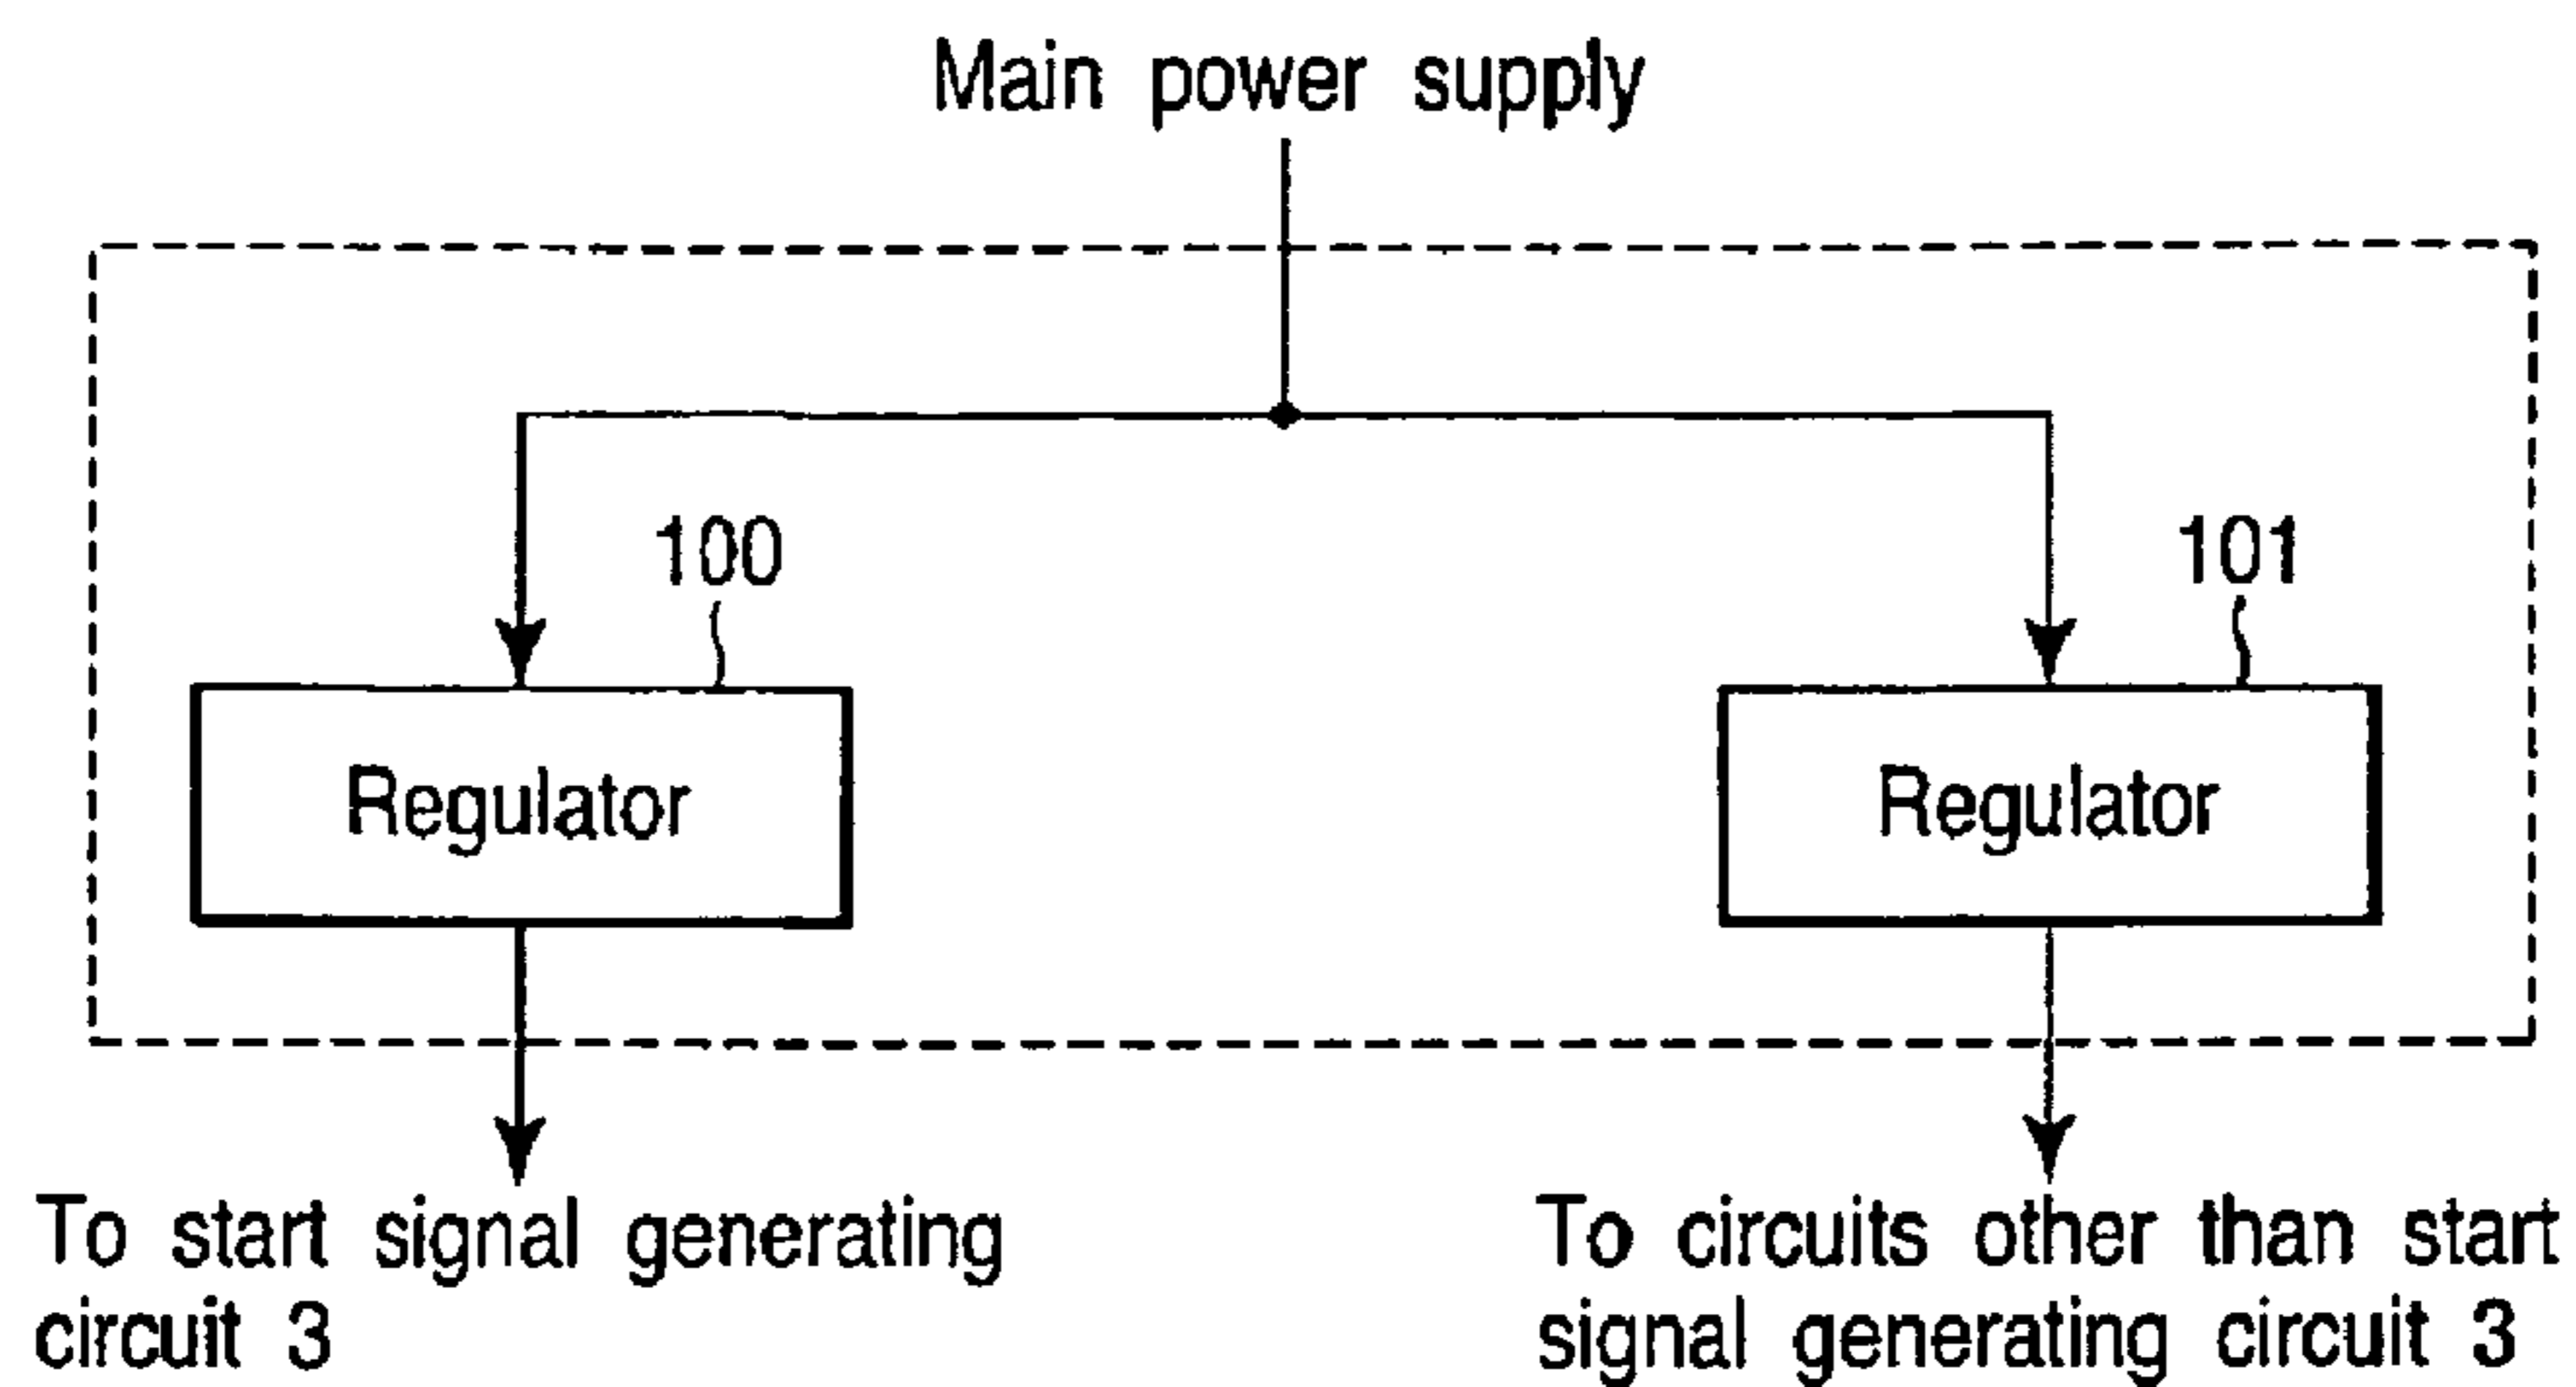 Main power supply
100
101
Regulator
Regulator
To start signal generating
circuit 3
To circuits other than start
signal generating circuit 3